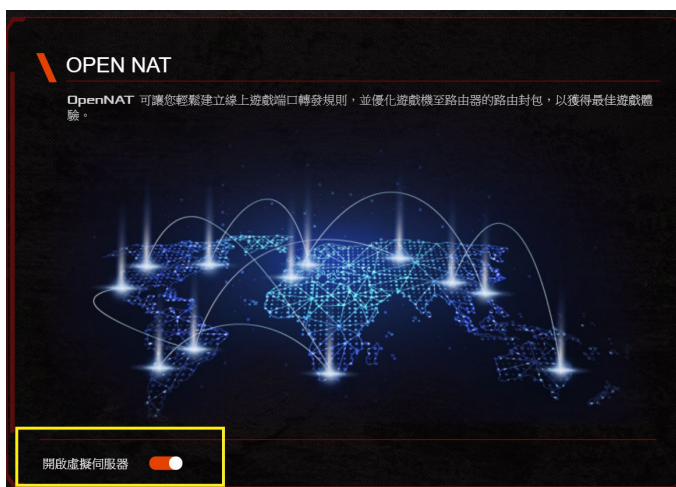 OPEN NAT
OpenNAT 可讓您輕鬆建立線上遊戲端口轉發規則，並優化遊戲機至路由器的路由封包，以獲得最佳遊戲體
驗。
開啟虛擬伺服器